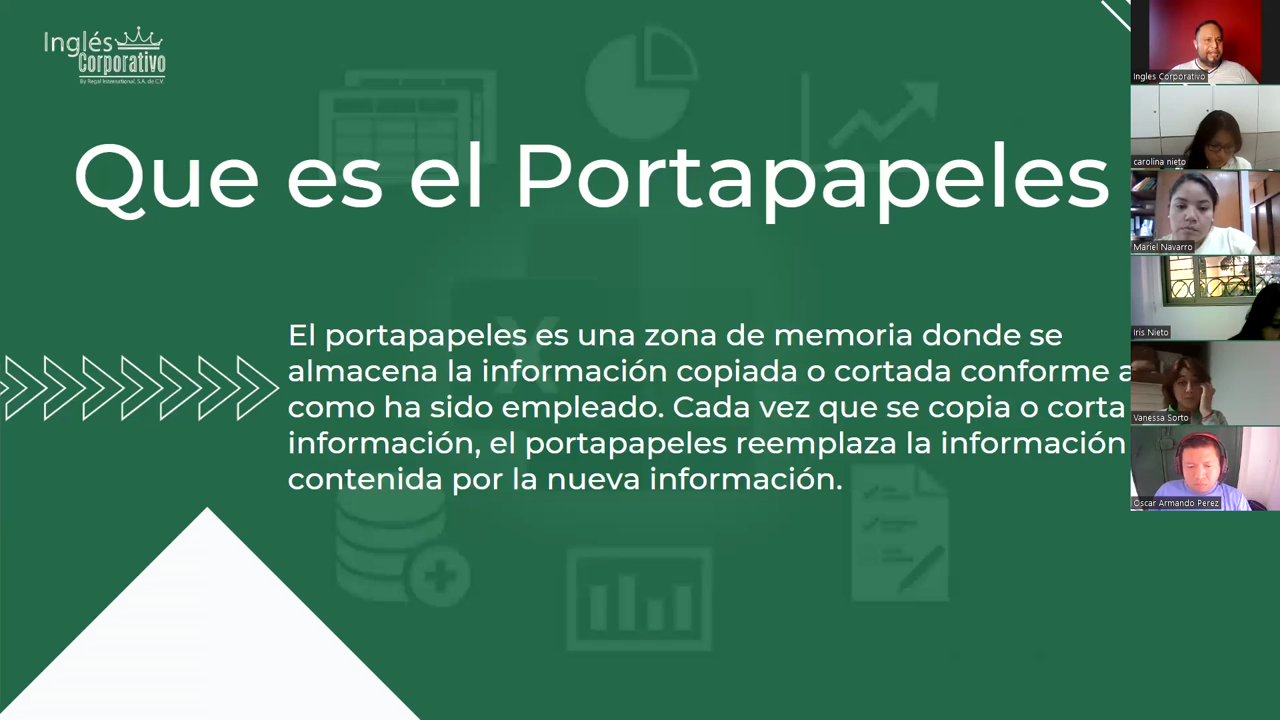 Inglés
Corporativo
By Regal International, S.A. de C.V.
Que es el Portapapeles
El portapapeles es una zona de memoria donde se
almacena la información copiada o cortada conforme a
como ha sido empleado. Cada vez que se copia o corta
información, el portapapeles reemplaza la información
contenida por la nueva información.
Ingles Corporativo
carolina nieto
Mariel Navarro
Iris Nieto
Vanessa Sorto
Oscar Armando Perez